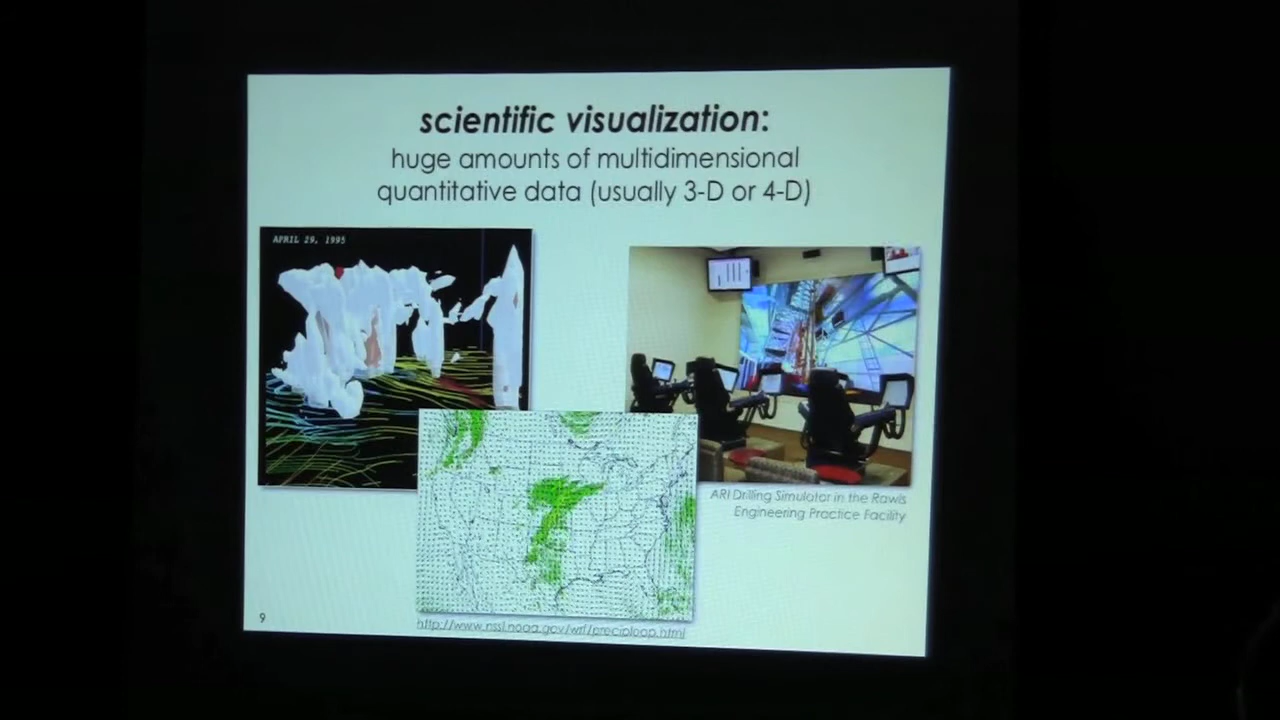 scientific visualization:
huge amounts of multidimensional
quantitative data (usually 3-D or 4-D)
APRIL 29, 1995
ARI Drilling Simulator in the Rawls
Engineering Practice Facility
http://www.nssl.noaa.gov/wrf/preciploop.html
9